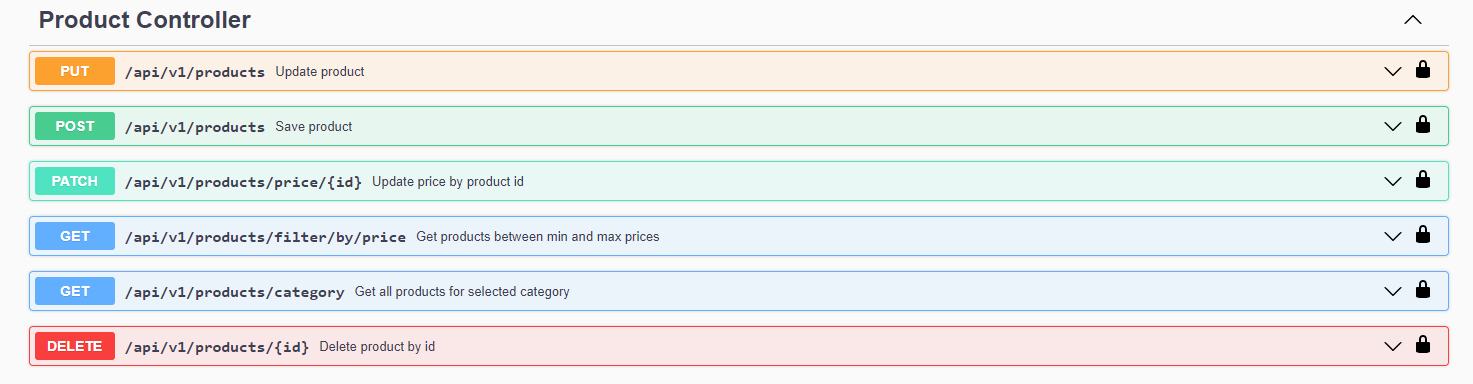 Product Controller
PUT /api/v1/products Update product
POST /api/v1/products Save product
PATCH /api/v1/products/price/{id} Update price by product id
GET /api/v1/products/filter/by/price Get products between min and max prices
GET /api/v1/products/category Get all products for selected category
DELETE /api/v1/products/{id} Delete product by id